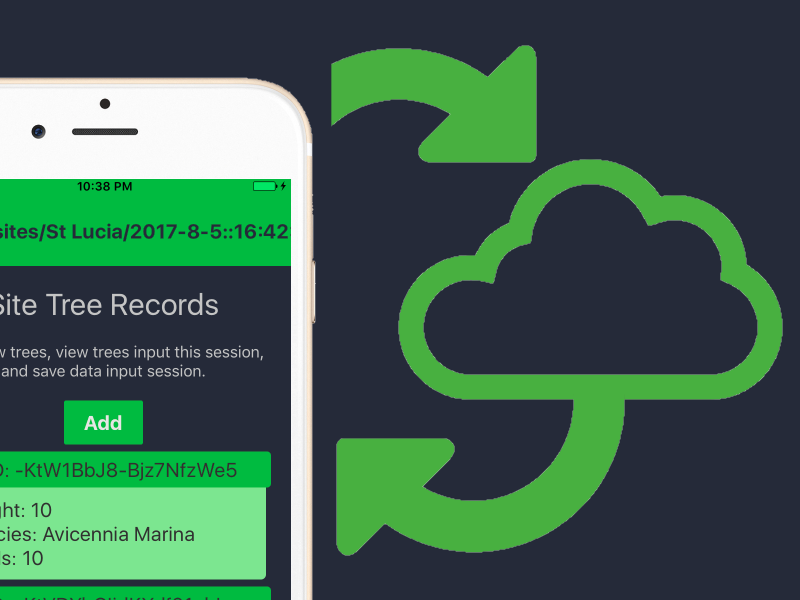 10:38 PM
sites/St Lucia/2017-8-5::16:42
Site Tree Records
trees, view trees input this session,
and save data input session.
Add
: -KtW1BbJ8-Bjz7NfzWe5
ght: 10
cies: Avicennia Marina
s: 10